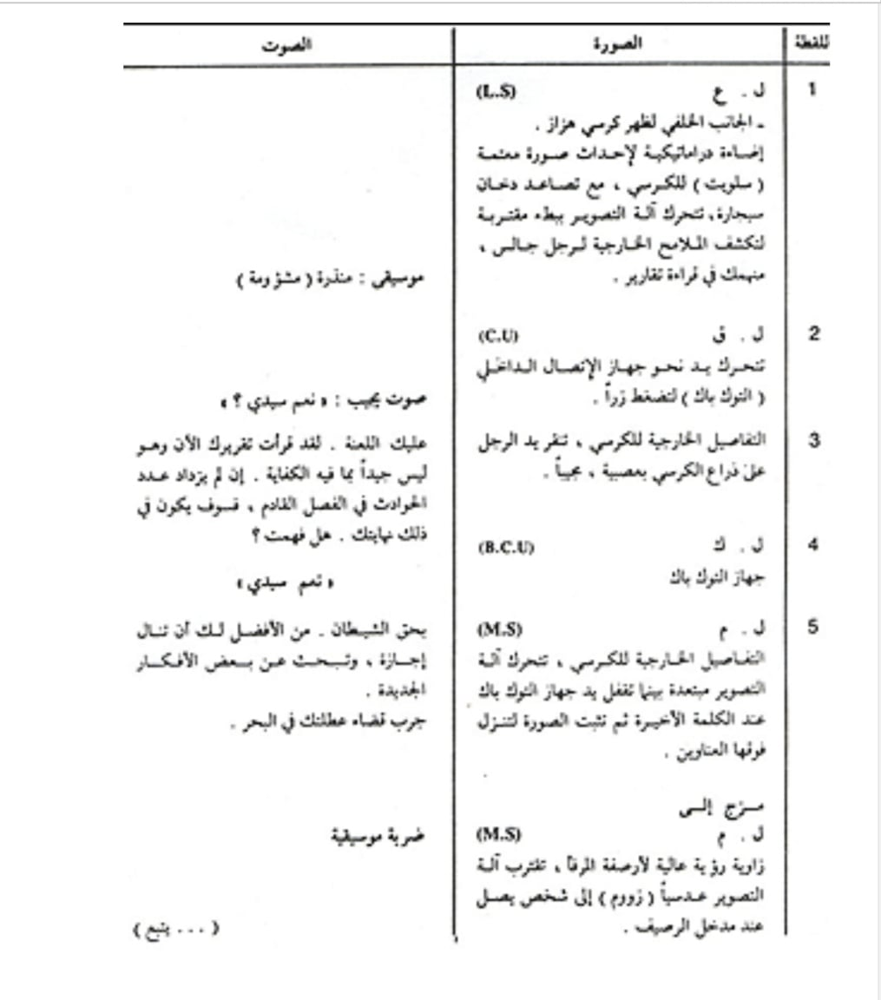 للقطة
الصورة
الصوت
1
ل . ع (L.S)
- الجانب الخلفي لظهر كرسي هزاز .
إضاءة دراماتيكية لإحداث صورة معتمة
( سلويت ) للكرسي ، مع تصاعد دخان
سيجارة، تتحرك آلة التصوير ببطء مقتربة
لتكشف الملامح الخارجية لرجل جالس ،
منهمك في قراءة تقارير .
موسيقى : منذرة ( مشؤومة )
2
ل . ق (C.U)
تتحرك يد نحو جهاز الإتصال الداخلي
( التوك باك ) لتضغط زراً .
صوت يجيب : « نعم سيدي ؟ »
3
التفاصيل الخارجية للكرسي ، تنقر يد الرجل
على ذراع الكرسي بعصبية ، مجيباً .
عليك اللعنة . لقد قرأت تقريرك الآن وهو
ليس جيداً بما فيه الكفاية . إن لم يزداد عدد
الحوادث في الفصل القادم ، فسوف يكون في
ذلك نهايتك . هل فهمت ؟
4
ل . ك (B.C.U)
جهاز التوك باك
« نعم سيدي »
5
ل . م (M.S)
التفاصيل الخارجية للكرسي ، تتحرك آلة
التصوير مبتعدة بينما تقفل يد جهاز التوك باك
عند الكلمة الأخيرة ثم تثبت الصورة لتنزل
فوقها العناوين .
بحق الشيطان . من الأفضل لك أن تنال
إجازة ، وتبحث عن بعض الأفكار
الجديدة .
جرب قضاء عطلتك في البحر .
مزج إلى
ل . م (M.S)
زاوية رؤية عالية لأرصفة المرفأ ، تقترب آلة
التصوير عدسياً ( زووم ) إلى شخص يصل
عند مدخل الرصيف .
ضربة موسيقية
( ... يتبع )